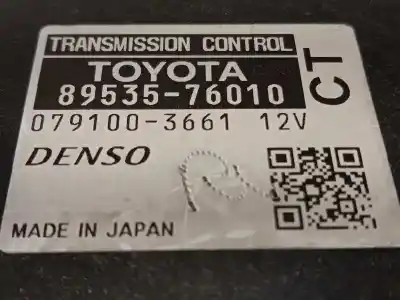 TRANSMISSION CONTROL
TOYOTA
89535-76010
CT
079100-3661 12V
DENSO
MADE IN JAPAN